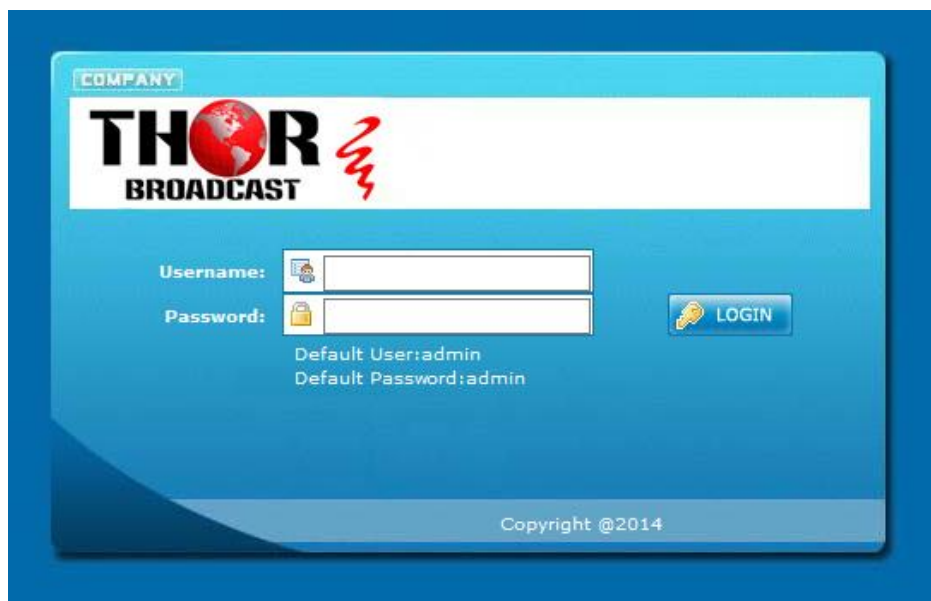 COMPANY
THOR
BROADCAST
Username:
Password:
LOGIN
Default User:admin
Default Password:admin
Copyright @2014